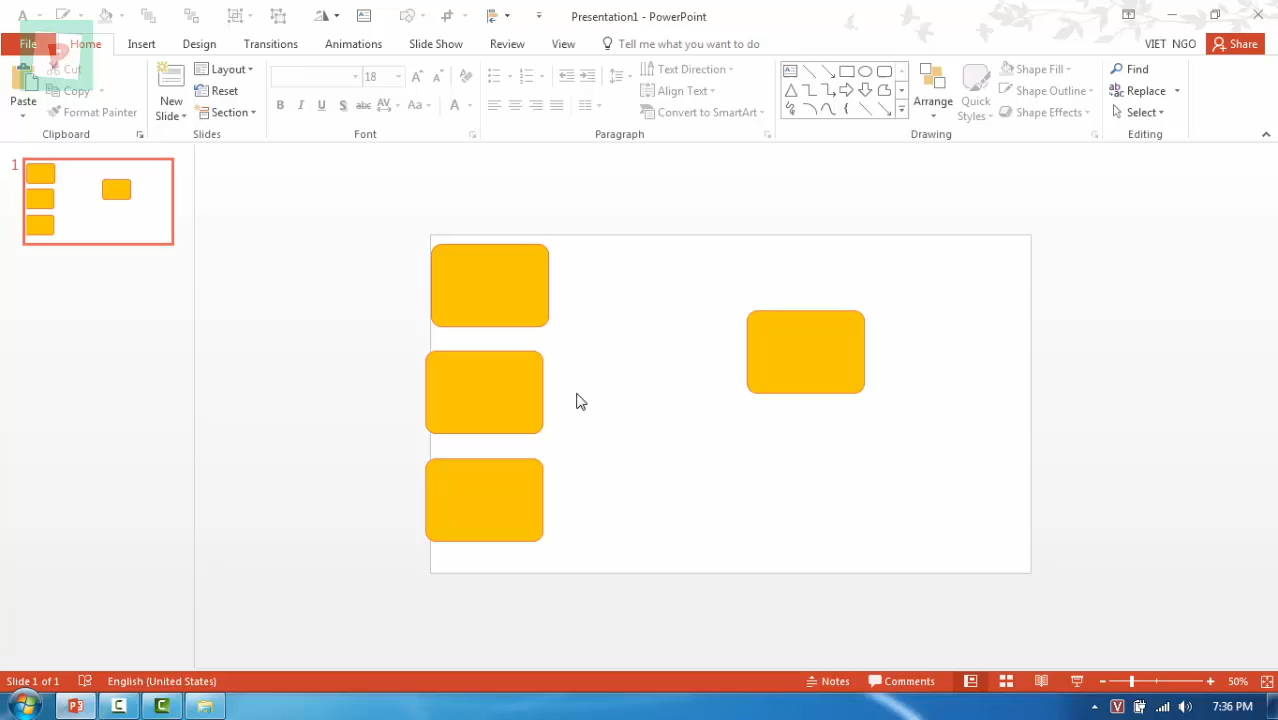 Presentation1 - PowerPoint
File Home Insert Design Transitions Animations Slide Show Review View Tell me what you want to do VIET NGO Share
Paste Cut Copy Format Painter
Clipboard
New Slide Layout Reset Section
Slides
18
B I U S abc AV Aa A
Font
Text Direction Align Text Convert to SmartArt
Paragraph
Arrange Quick Styles Shape Fill Shape Outline Shape Effects
Drawing
Find Replace Select
Editing
1
Slide 1 of 1 English (United States) Notes Comments 50%
7:36 PM